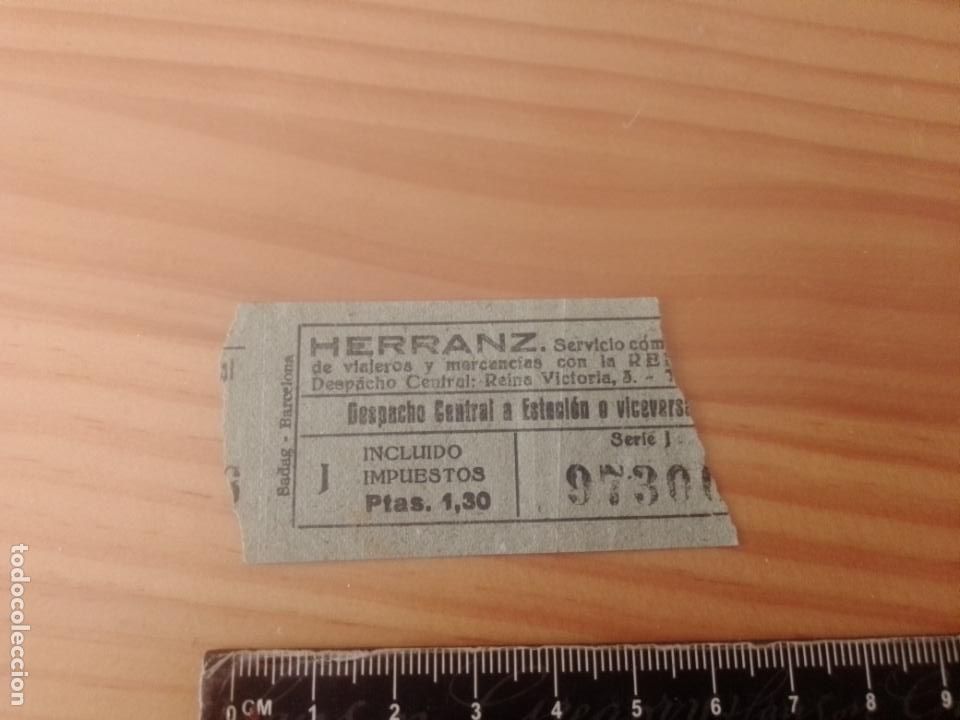 HERRANZ. Servicio com
de viajeros y mercancías con la RE
Despacho Central: Reina Victoria, 3. -
Despacho Central a Estación o viceversa
J
INCLUIDO
IMPUESTOS
Ptas. 1,30
Serie J
9730
Badag - Barcelona
todocoleccion
0 CM 1 2 3 4 5 6 7 8 9